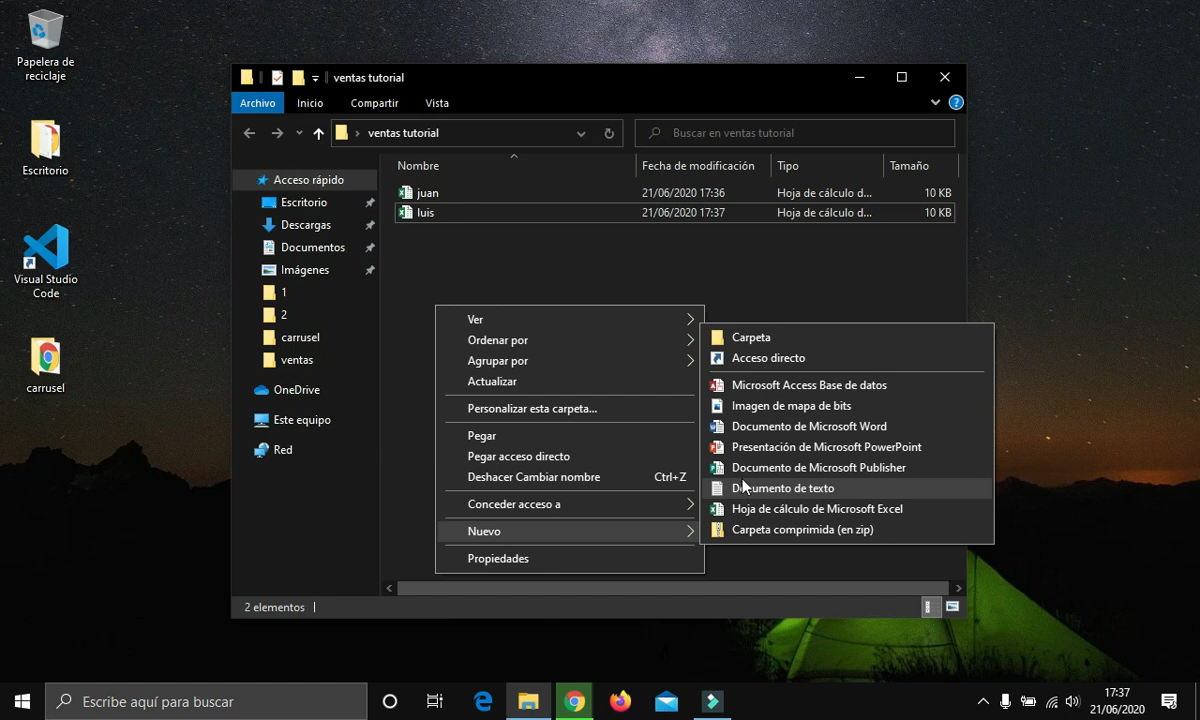 Papelera de
reciclaje
Escritorio
Visual Studio
Code
carrusel
ventas tutorial
Archivo
Inicio
Compartir
Vista
ventas tutorial
Buscar en ventas tutorial
Nombre
Fecha de modificación
Tipo
Tamaño
juan
21/06/2020 17:36
Hoja de cálculo d...
10 KB
luis
21/06/2020 17:37
Hoja de cálculo d...
10 KB
Acceso rápido
Escritorio
Descargas
Documentos
Imágenes
1
2
carrusel
ventas
OneDrive
Este equipo
Red
Ver
Ordenar por
Agrupar por
Actualizar
Personalizar esta carpeta...
Pegar
Pegar acceso directo
Deshacer Cambiar nombre Ctrl+Z
Conceder acceso a
Nuevo
Propiedades
Carpeta
Acceso directo
Microsoft Access Base de datos
Imagen de mapa de bits
Documento de Microsoft Word
Presentación de Microsoft PowerPoint
Documento de Microsoft Publisher
Documento de texto
Hoja de cálculo de Microsoft Excel
Carpeta comprimida (en zip)
2 elementos
Escribe aquí para buscar
17:37
21/06/2020